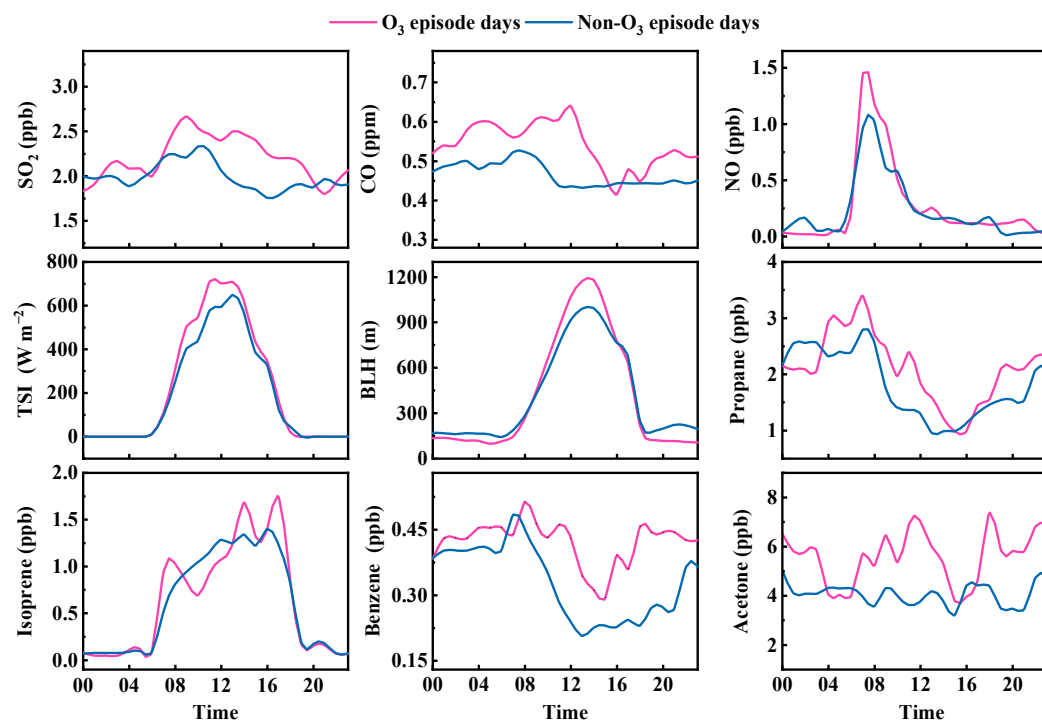 O₃ episode days Non-O₃ episode days
SO₂ (ppb)
3.0
2.5
2.0
1.5
CO (ppm)
0.7
0.6
0.5
0.4
0.3
NO (ppb)
1.5
1.0
0.5
0.0
TSI (W m⁻²)
800
600
400
200
0
BLH (m)
1200
900
600
300
0
Propane (ppb)
4
3
2
1
Isoprene (ppb)
2.0
1.5
1.0
0.5
0.0
00 04 08 12 16 20
Time
Benzene (ppb)
0.45
0.30
0.15
00 04 08 12 16 20
Time
Acetone (ppb)
8
6
4
2
00 04 08 12 16 20
Time